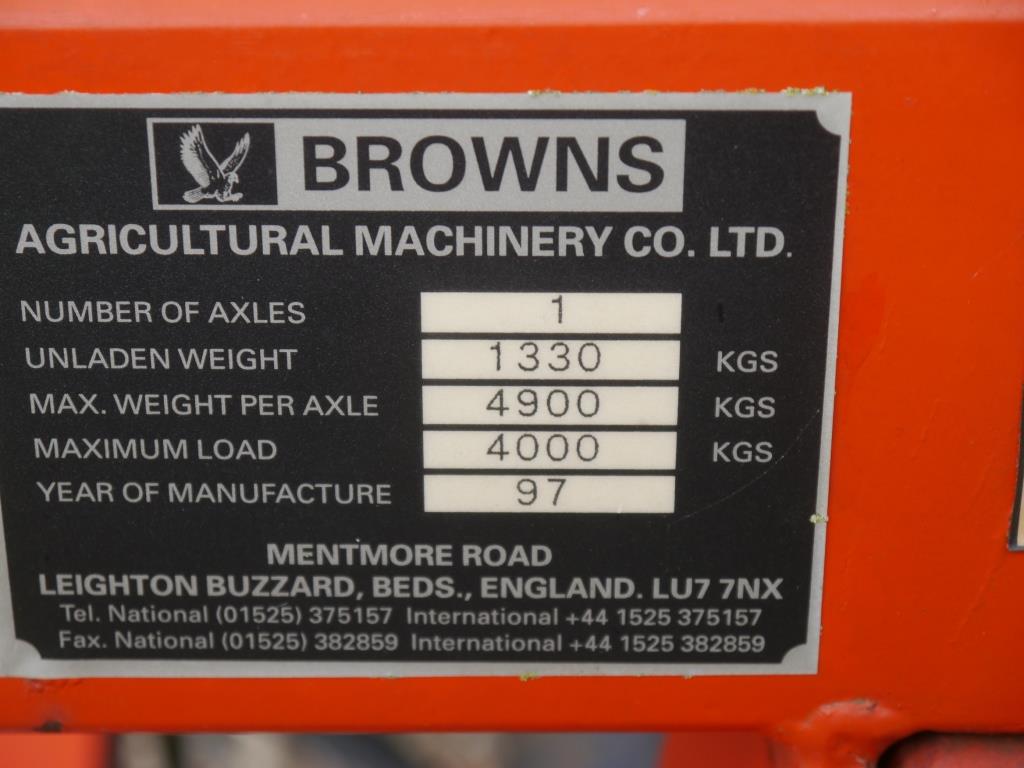 BROWNS
AGRICULTURAL MACHINERY CO. LTD.
NUMBER OF AXLES 1
UNLADEN WEIGHT 1330 KGS
MAX. WEIGHT PER AXLE 4900 KGS
MAXIMUM LOAD 4000 KGS
YEAR OF MANUFACTURE 97
MENTMORE ROAD
LEIGHTON BUZZARD, BEDS., ENGLAND. LU7 7NX
Tel. National (01525) 375157 International +44 1525 375157
Fax. National (01525) 382859 International +44 1525 382859